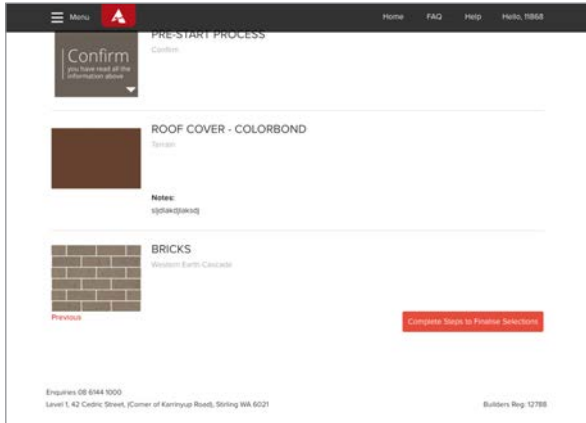 Menu
Home FAQ Help Hello, 11868
PRE-START PROCESS
Confirm
Confirm
you have read all the
information above
ROOF COVER - COLORBOND
Terrain
Notes:
sljdlakdjlaksdj
BRICKS
Western Earth Cascade
Previous
Complete Steps to Finalise Selections
Enquiries 08 6144 1000
Level 1, 42 Cedric Street, (Corner of Karrinyup Road), Stirling WA 6021
Builders Reg: 12788